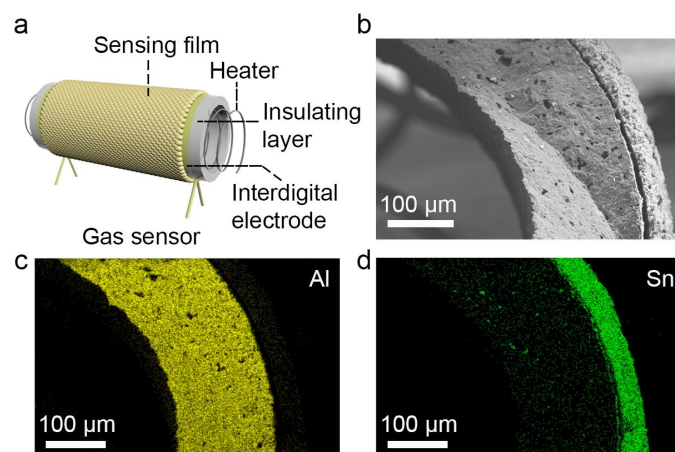 a
Sensing film
Heater
Insulating
layer
Interdigital
electrode
Gas sensor
b
100 µm
c
Al
100 µm
d
Sn
100 µm